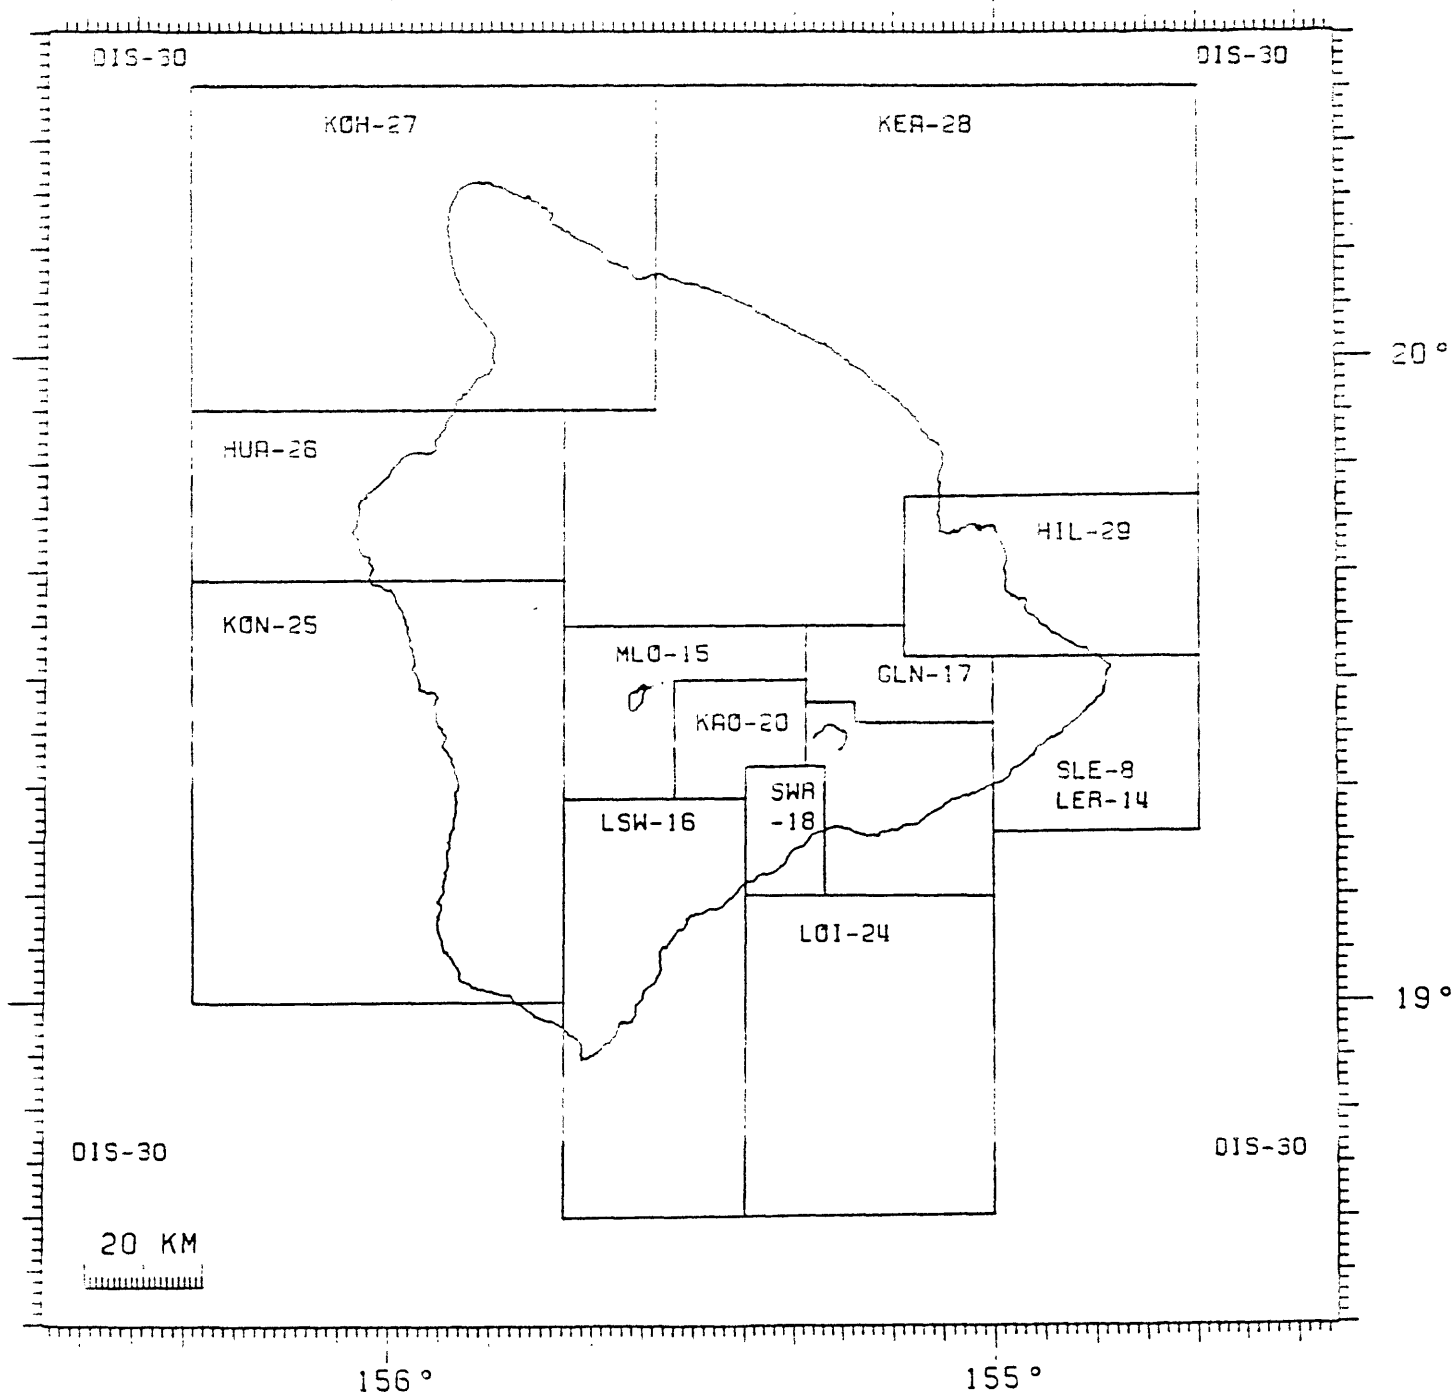 DIS-30
DIS-30
KOH-27
KEA-28
20°
HUA-26
HIL-29
KON-25
MLO-15
GLN-17
KAO-20
SLE-8
LER-14
SWR
-18
LSW-16
LOI-24
19°
DIS-30
DIS-30
20 KM
156°
155°